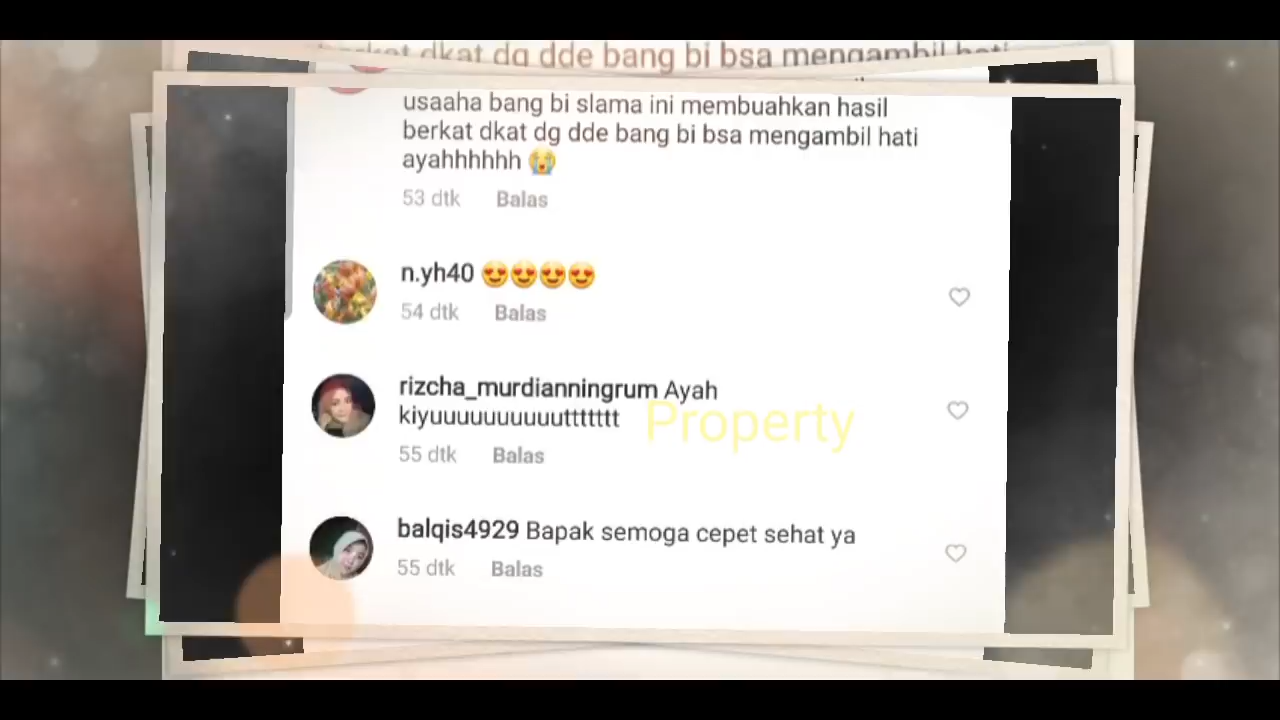 berkat dkat dg dde bang bi bsa mengambil hati
usaaha bang bi slama ini membuahkan hasil
berkat dkat dg dde bang bi bsa mengambil hati
ayahhhhhh 😭
53 dtk Balas
n.yh40 😍😍😍😍
54 dtk Balas
rizcha_murdianningrum Ayah
kiyuuuuuuuuuuttttttt
Property
55 dtk Balas
balqis4929 Bapak semoga cepet sehat ya
55 dtk Balas